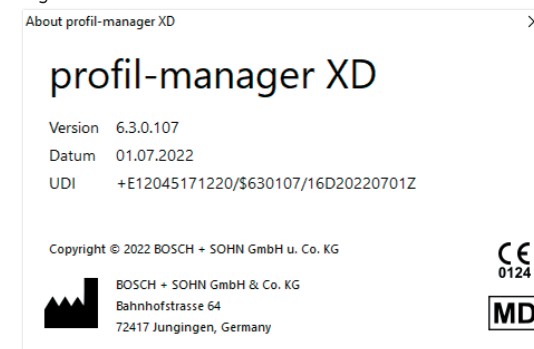 About profil-manager XD
profil-manager XD
Version 6.3.0.107
Datum 01.07.2022
UDI +E12045171220/$630107/16D20220701Z
Copyright © 2022 BOSCH + SOHN GmbH u. Co. KG
BOSCH + SOHN GmbH & Co. KG
Bahnhofstrasse 64
72417 Jungingen, Germany
CE
0124
MD